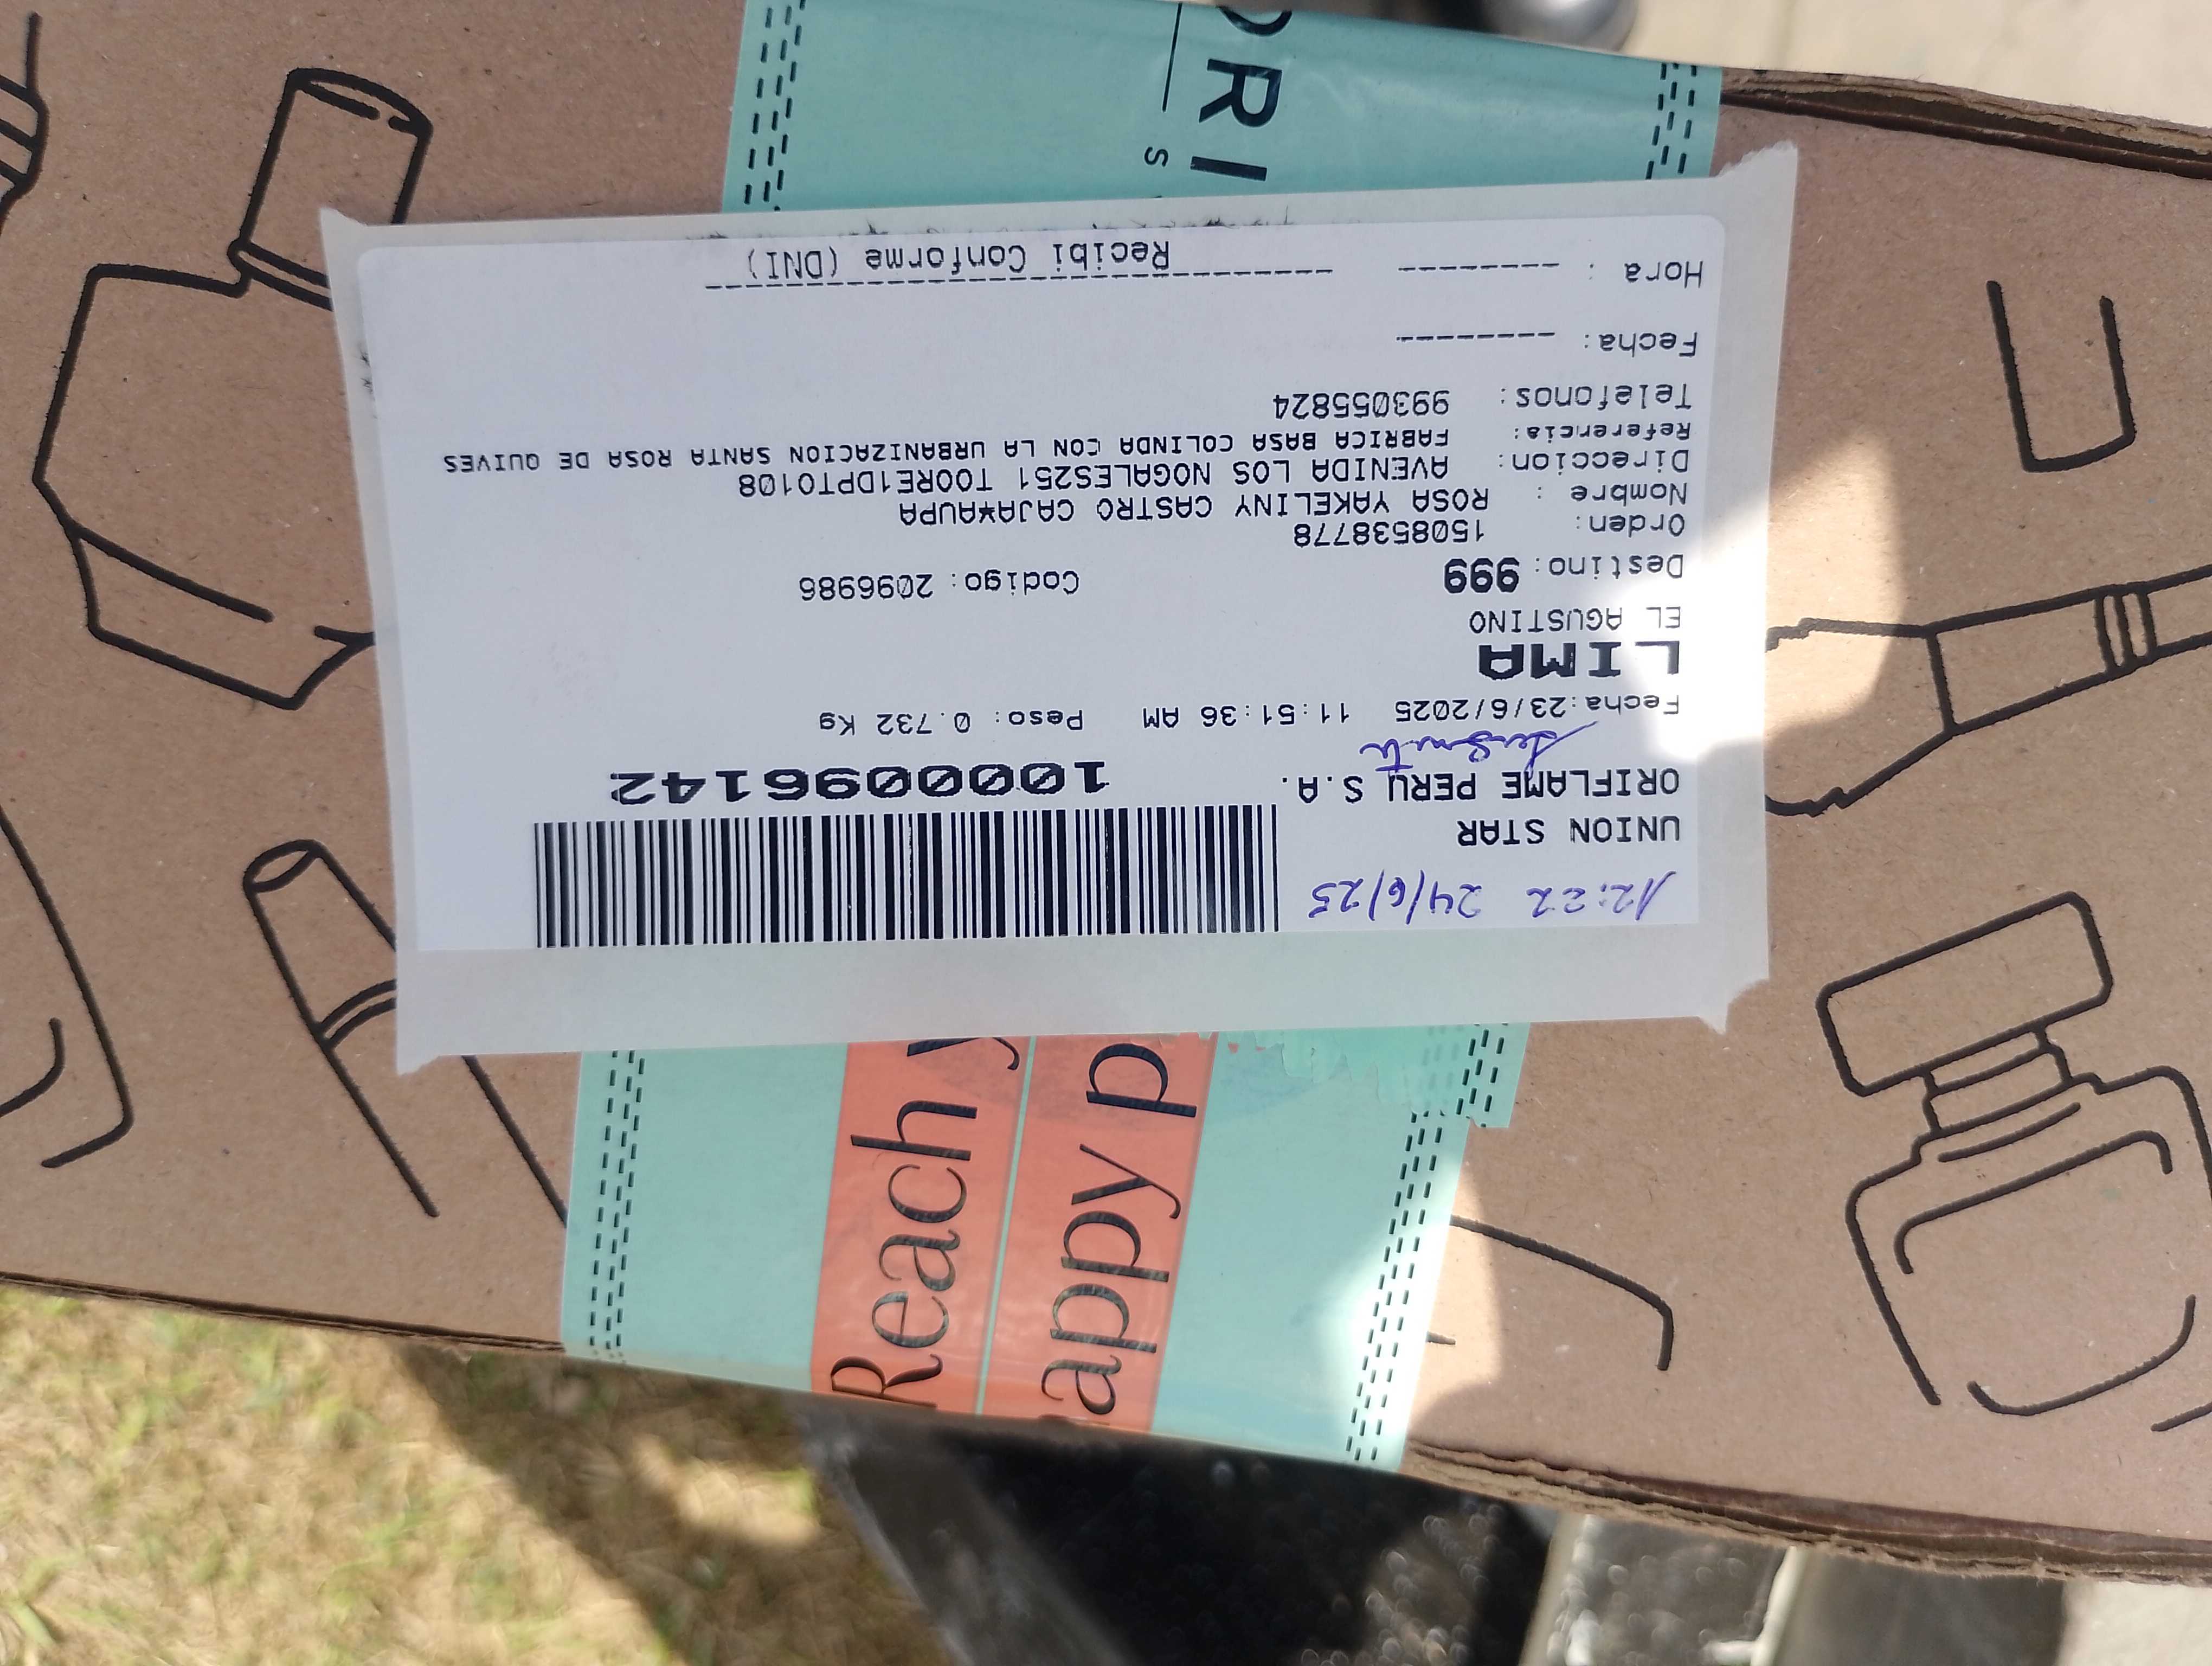 12:22 24/6/25
UNION STAR
ORIFLAME PERU S.A.
1000096142
Fecha:23/6/2025 11:51:36 AM Peso: 0.732 Kg
LIMA
EL AGUSTINO
Destino: 999 Codigo: 2096986
Orden: 1508538778
Nombre : ROSA YAKELINY CASTRO CAJA¥AUPA
Direccion: AVENIDA LOS NOGALES251 TOORE1DPTO108
Referencia: FABRICA BASA COLINDA CON LA URBANIZACION SANTA ROSA DE QUIVES
Telefonos: 993055824
Fecha: ---------
Hora : ---------
Recibi Conforme (DNI)
ORI
S
Reach y
appy p